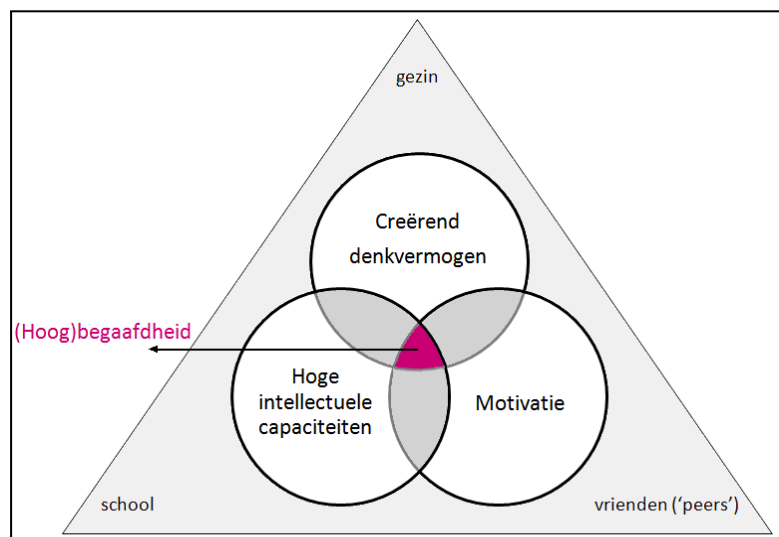 gezin
Creërend
denkvermogen
(Hoog)begaafdheid
Hoge
intellectuele
capaciteiten
Motivatie
school
vrienden (‘peers’)